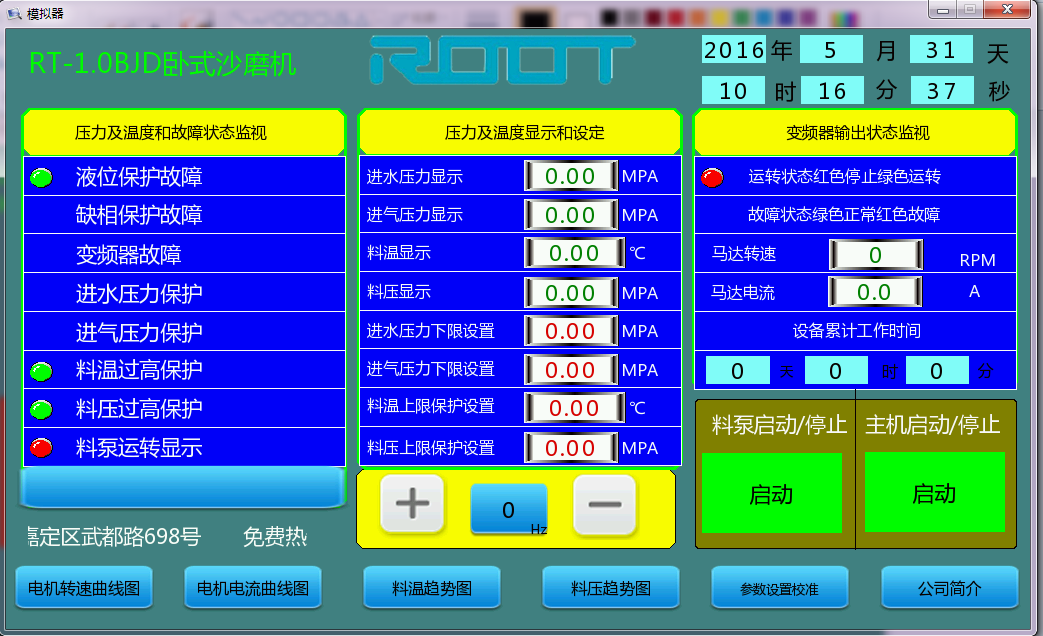 模拟器
RT-1.0BJD卧式沙磨机
ROOT
2016 年 5 月 31 天
10 时 16 分 37 秒
压力及温度和故障状态监视
液位保护故障
缺相保护故障
变频器故障
进水压力保护
进气压力保护
料温过高保护
料压过高保护
料泵运转显示
嘉定区武都路698号 免费热
压力及温度显示和设定
进水压力显示 0.00 MPA
进气压力显示 0.00 MPA
料温显示 0.00 ℃
料压显示 0.00 MPA
进水压力下限设置 0.00 MPA
进气压力下限设置 0.00 MPA
料温上限保护设置 0.00 ℃
料压上限保护设置 0.00 MPA
+ 0 Hz —
变频器输出状态监视
运转状态红色停止绿色运转
故障状态绿色正常红色故障
马达转速 0 RPM
马达电流 0.0 A
设备累计工作时间
0 天 0 时 0 分
料泵启动/停止 主机启动/停止
启动 启动
电机转速曲线图 电机电流曲线图 料温趋势图 料压趋势图 参数设置校准 公司简介